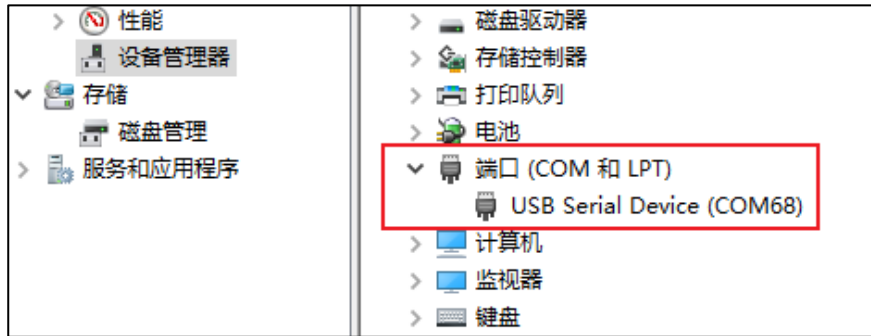 性能
设备管理器
存储
磁盘管理
服务和应用程序
磁盘驱动器
存储控制器
打印队列
电池
端口 (COM 和 LPT)
USB Serial Device (COM68)
计算机
监视器
键盘